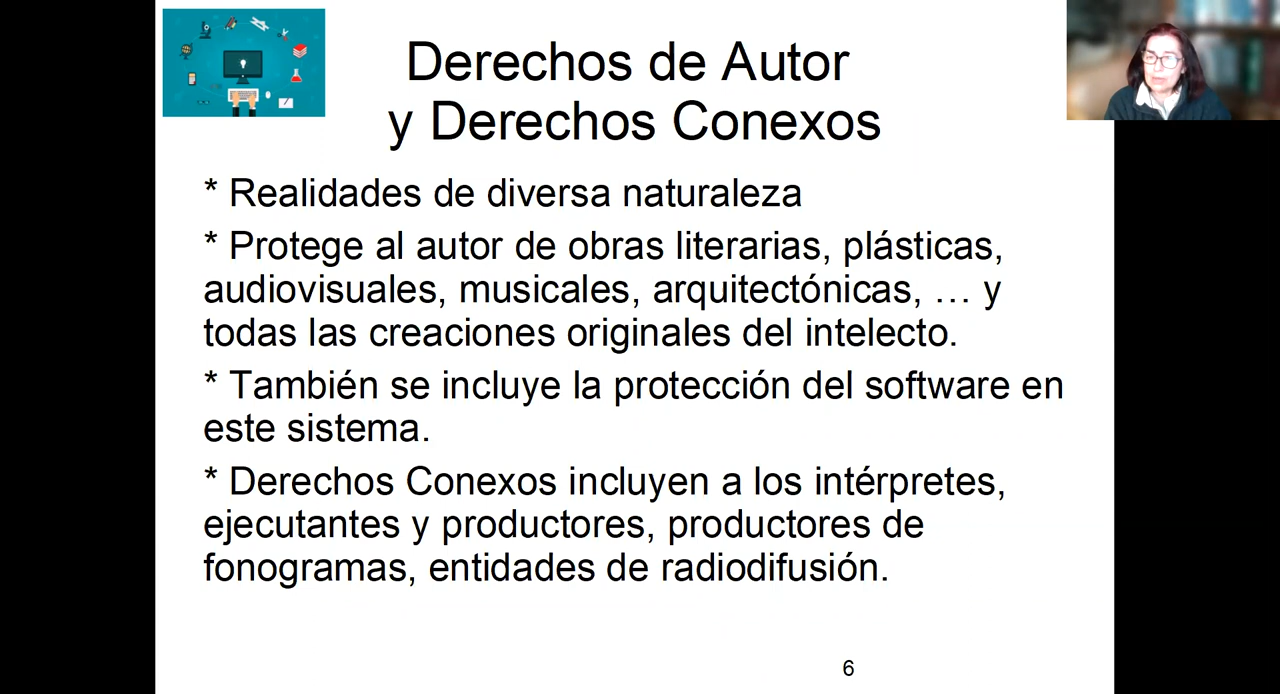 Derechos de Autor
y Derechos Conexos
* Realidades de diversa naturaleza
* Protege al autor de obras literarias, plásticas,
audiovisuales, musicales, arquitectónicas, … y
todas las creaciones originales del intelecto.
* También se incluye la protección del software en
este sistema.
* Derechos Conexos incluyen a los intérpretes,
ejecutantes y productores, productores de
fonogramas, entidades de radiodifusión.
6